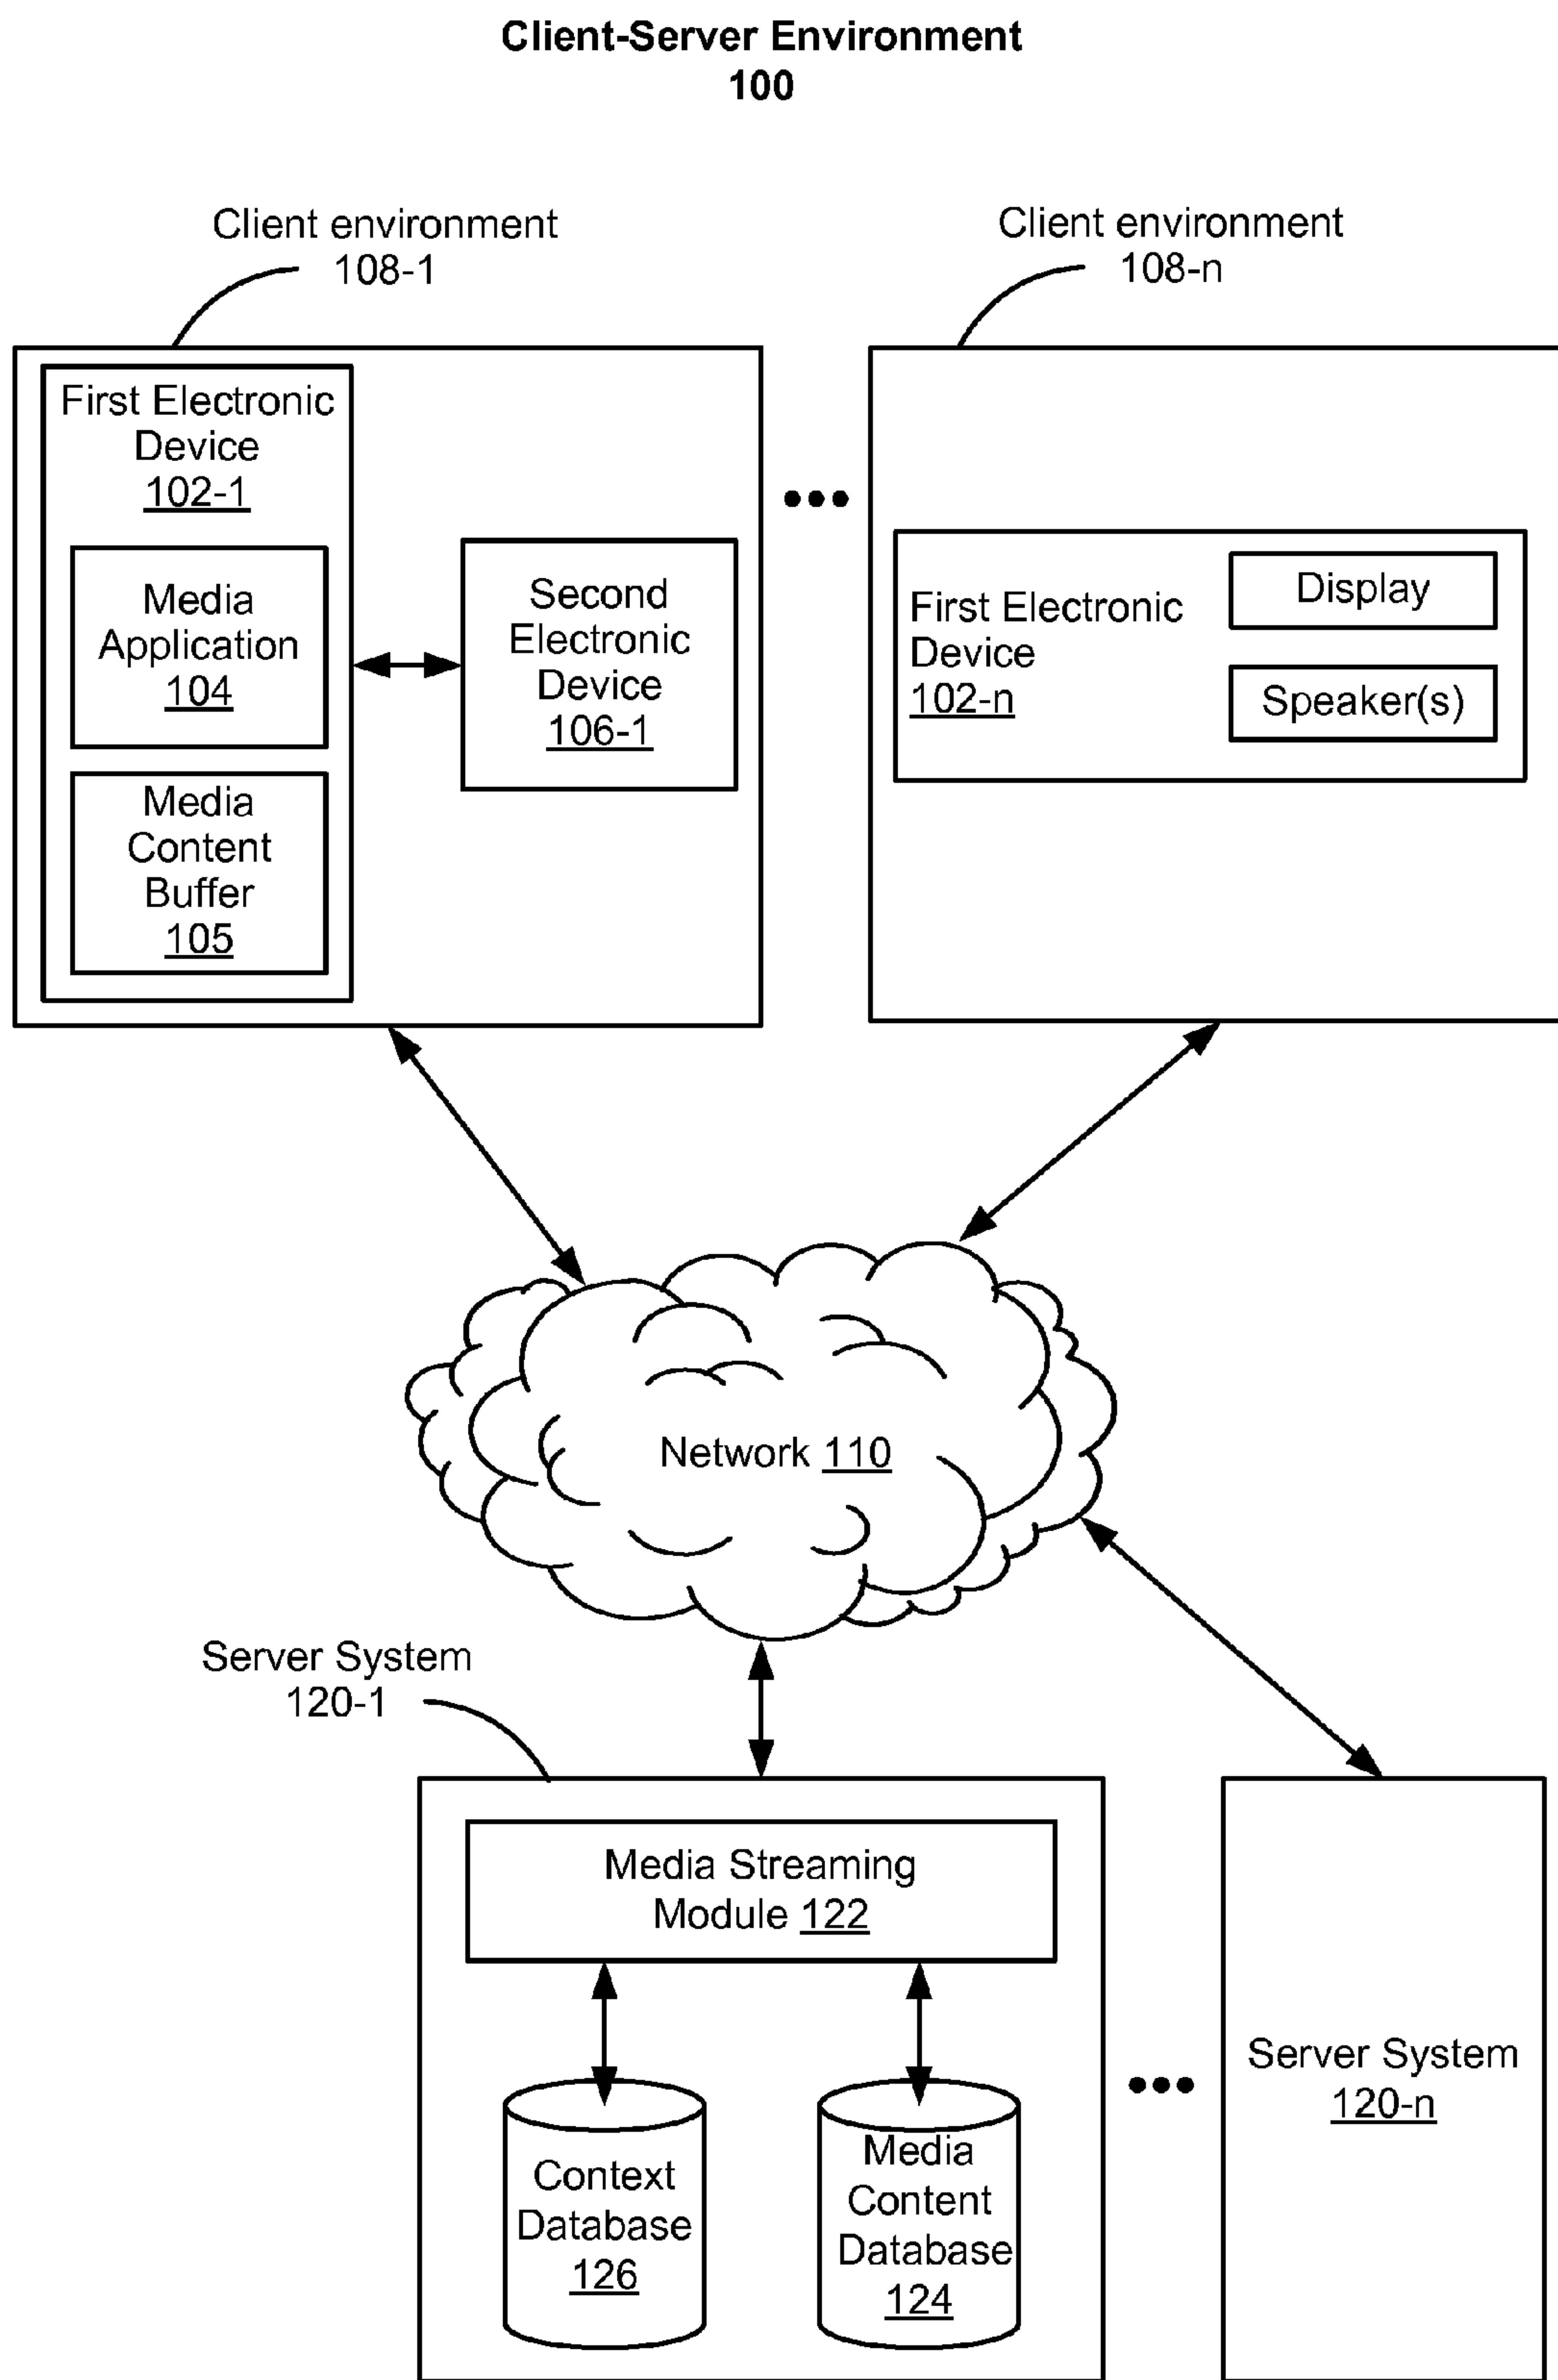 Client-Server Environment
100
Client environment
108-1
Client environment
108-n
First Electronic
Device
102-1
Media
Application
104
Media
Content
Buffer
105
Second
Electronic
Device
106-1
First Electronic
Device
102-n
Display
Speaker(s)
Network 110
Server System
120-1
Media Streaming
Module 122
Context
Database
126
Media
Content
Database
124
Server System
120-n